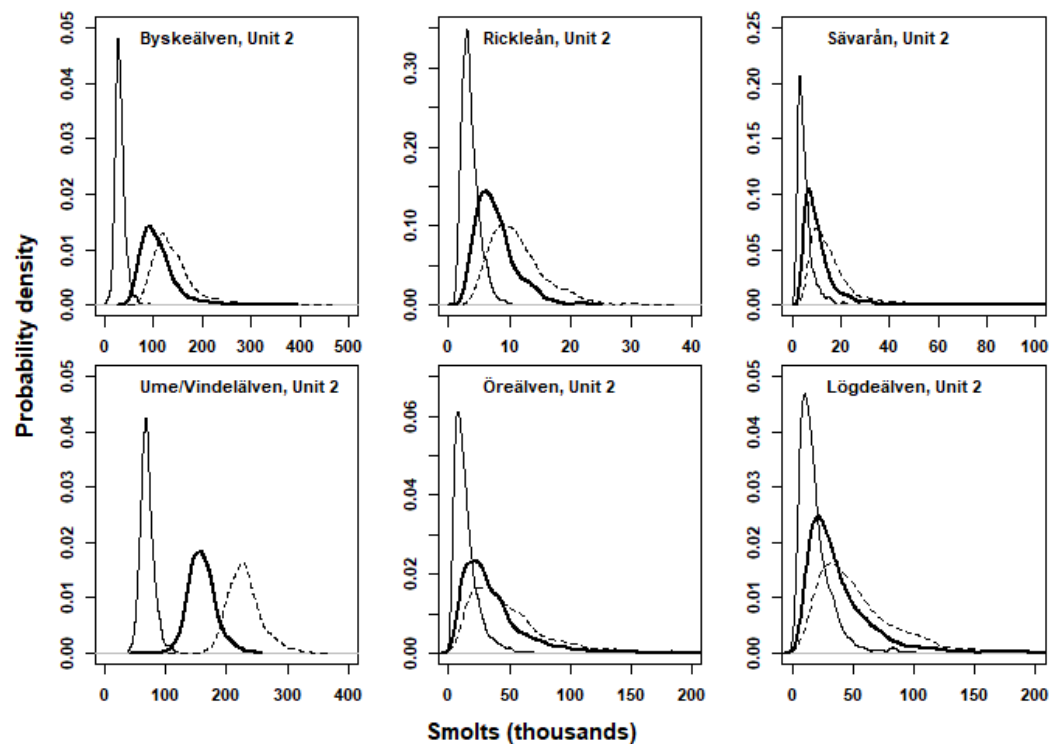 Byskeälven, Unit 2
0.00 0.01 0.02 0.03 0.04 0.05
0 100 200 300 400 500
Rickleån, Unit 2
0.00 0.10 0.20 0.30
0 10 20 30 40
Sävarån, Unit 2
0.00 0.05 0.10 0.15 0.20 0.25
0 20 40 60 80 100
Probability density
Ume/Vindelälven, Unit 2
0.00 0.01 0.02 0.03 0.04 0.05
0 100 200 300 400
Öreälven, Unit 2
0.00 0.02 0.04 0.06
0 50 100 150 200
Lögdeälven, Unit 2
0.00 0.01 0.02 0.03 0.04 0.05
0 50 100 150 200
Smolts (thousands)